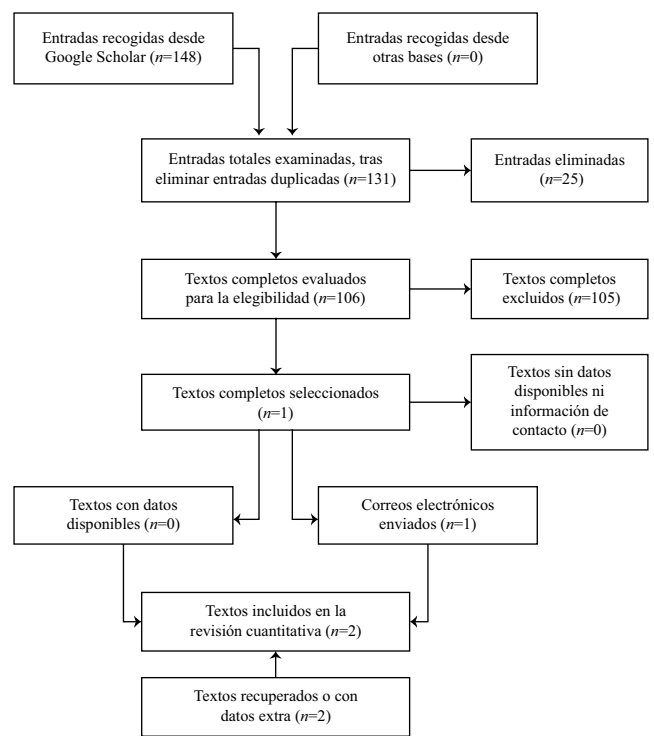 Entradas recogidas desde
Google Scholar (n=148)
Entradas recogidas desde
otras bases (n=0)
Entradas totales examinadas, tras
eliminar entradas duplicadas (n=131)
Entradas eliminadas
(n=25)
Textos completos evaluados
para la elegibilidad (n=106)
Textos completos
excluidos (n=105)
Textos completos seleccionados
(n=1)
Textos sin datos
disponibles ni
información de
contacto (n=0)
Textos con datos
disponibles (n=0)
Correos electrónicos
enviados (n=1)
Textos incluidos en la
revisión cuantitativa (n=2)
Textos recuperados o con
datos extra (n=2)